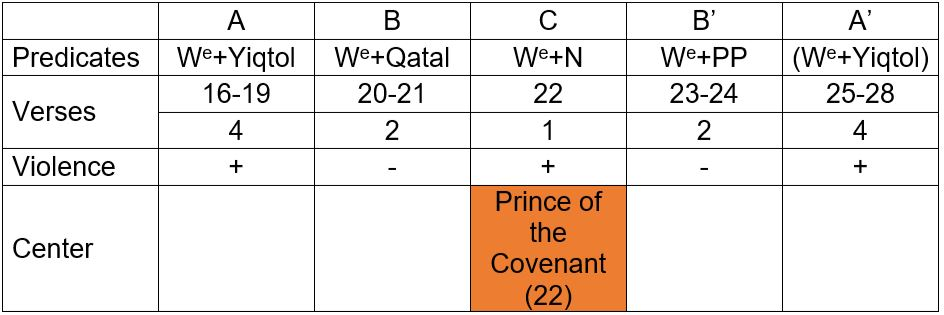 A B C B’ A’
Predicates Wᵉ+Yiqtol Wᵉ+Qatal Wᵉ+N Wᵉ+PP (Wᵉ+Yiqtol)
Verses 16-19 20-21 22 23-24 25-28
4 2 1 2 4
Violence + - + - +
Center Prince of
the
Covenant
(22)